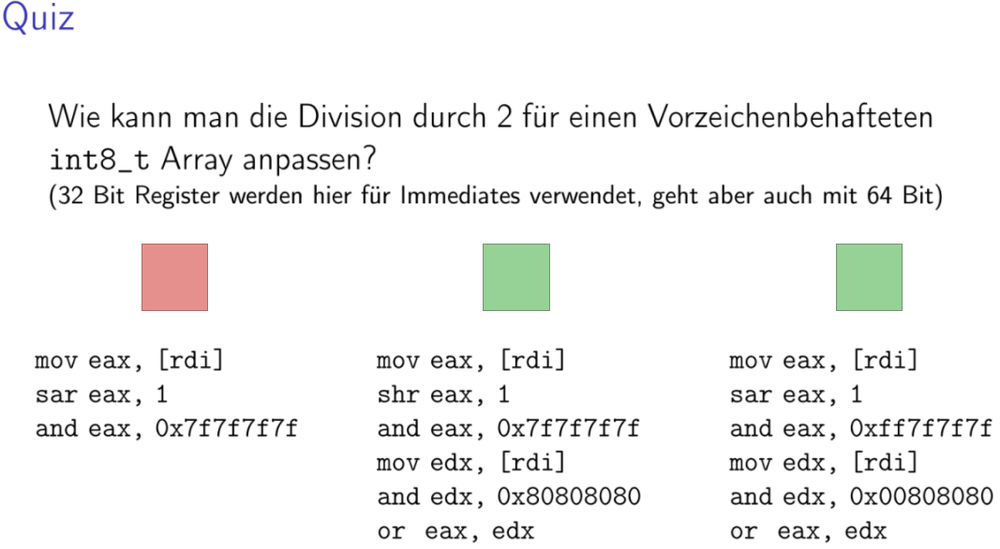 Quiz
Wie kann man die Division durch 2 für einen Vorzeichenbehafteten
int8_t Array anpassen?
(32 Bit Register werden hier für Immediates verwendet, geht aber auch mit 64 Bit)
mov eax, [rdi]
sar eax, 1
and eax, 0x7f7f7f7f
mov eax, [rdi]
shr eax, 1
and eax, 0x7f7f7f7f
mov edx, [rdi]
and edx, 0x80808080
or eax, edx
mov eax, [rdi]
sar eax, 1
and eax, 0xff7f7f7f
mov edx, [rdi]
and edx, 0x00808080
or eax, edx